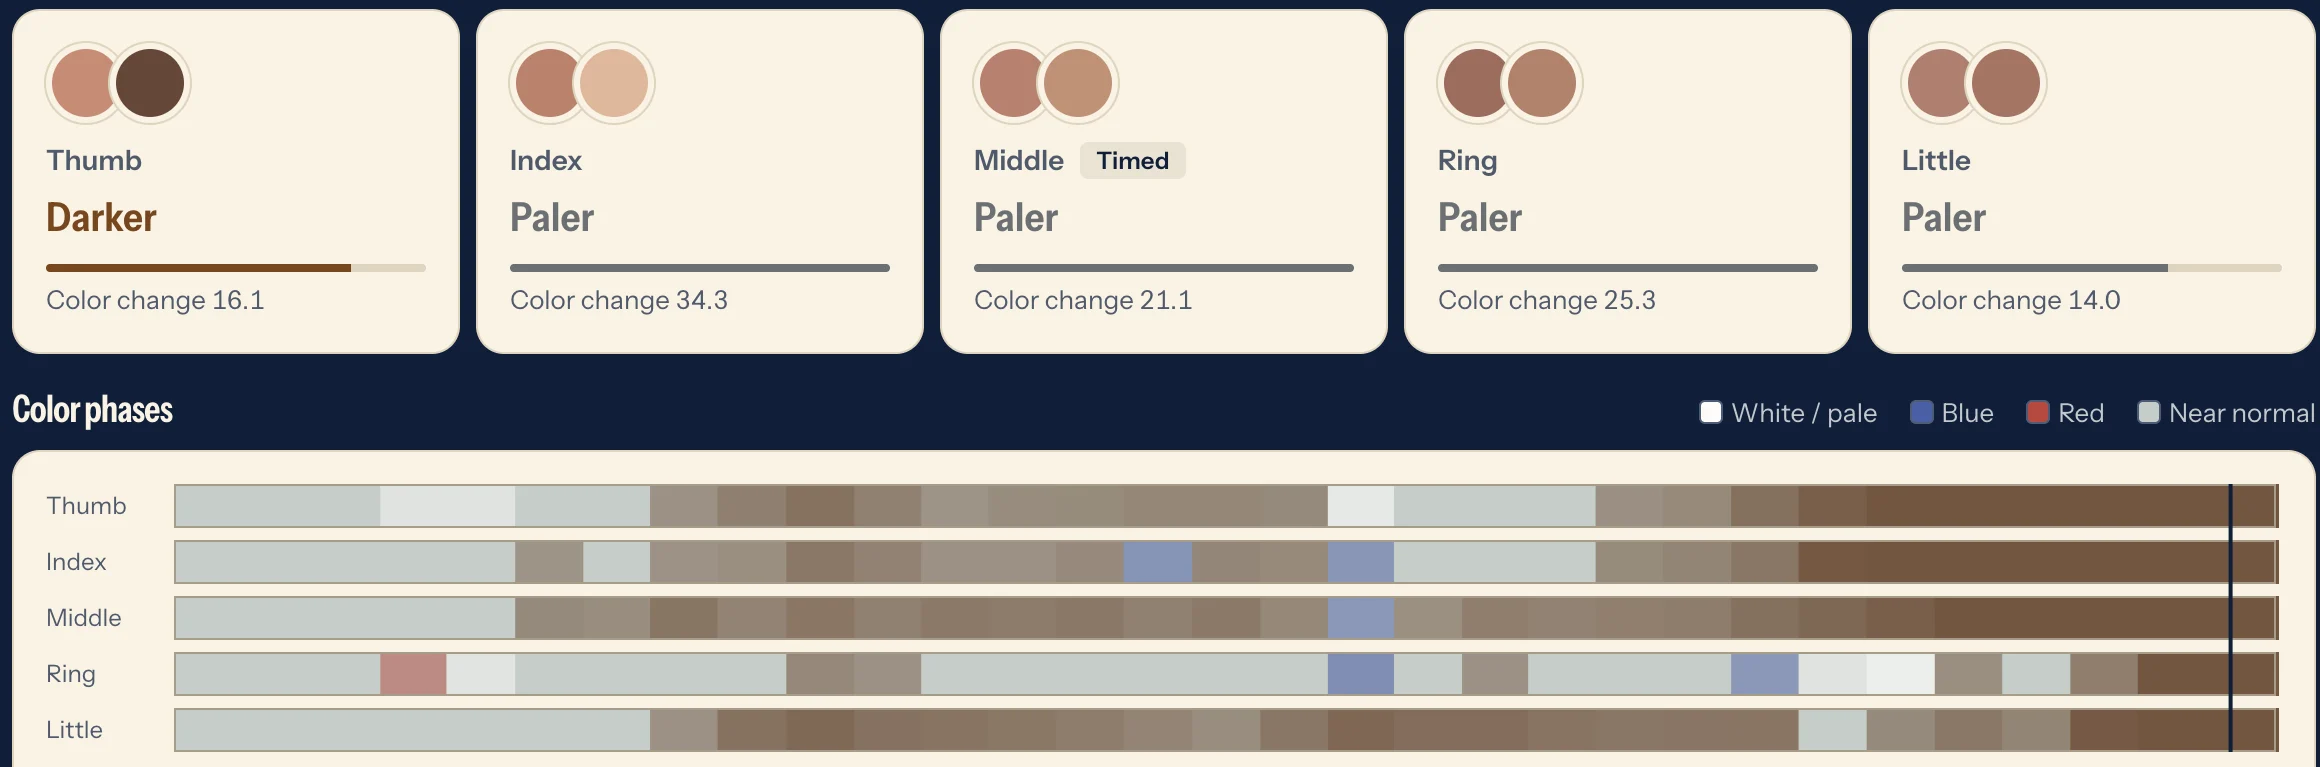 Thumb
Darker
Color change 16.1
Index
Paler
Color change 34.3
Middle Timed
Paler
Color change 21.1
Ring
Paler
Color change 25.3
Little
Paler
Color change 14.0
Color phases
White / pale Blue Red Near normal
Thumb
Index
Middle
Ring
Little